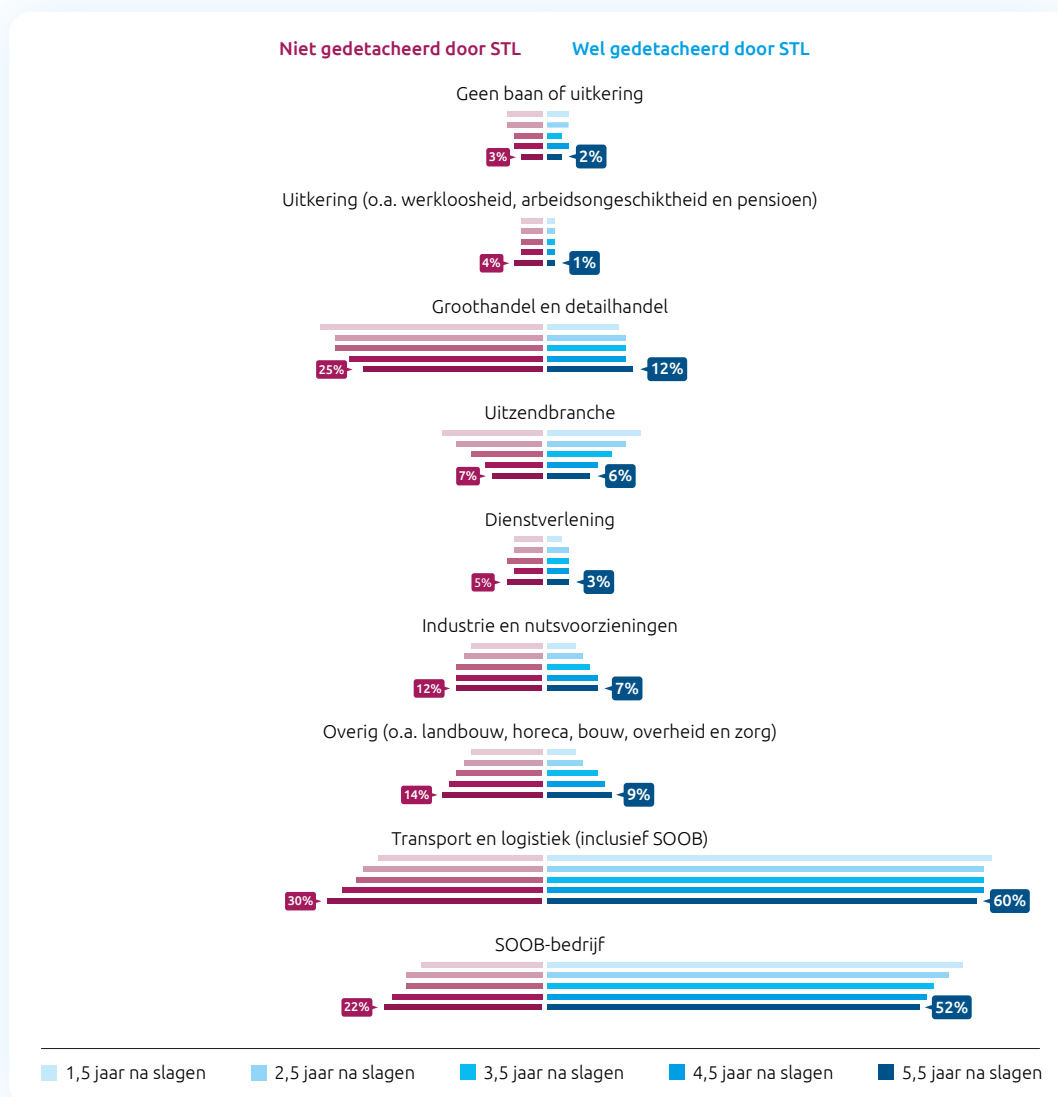 Niet gedetacheerd door STL Wel gedetacheerd door STL
Geen baan of uitkering
3% 2%
Uitkering (o.a. werkloosheid, arbeidsongeschiktheid en pensioen)
4% 1%
Groothandel en detailhandel
25% 12%
Uitzendbranche
7% 6%
Dienstverlening
5% 3%
Industrie en nutsvoorzieningen
12% 7%
Overig (o.a. landbouw, horeca, bouw, overheid en zorg)
14% 9%
Transport en logistiek (inclusief SOOB)
30% 60%
SOOB-bedrijf
22% 52%
1,5 jaar na slagen 2,5 jaar na slagen 3,5 jaar na slagen 4,5 jaar na slagen 5,5 jaar na slagen